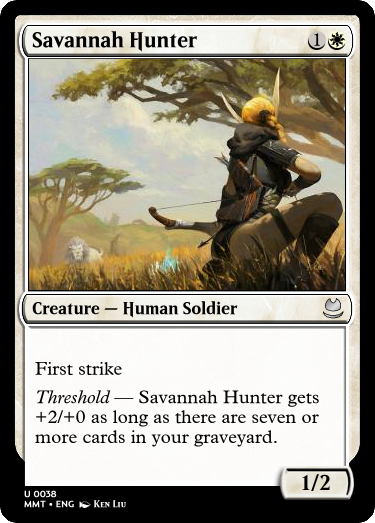 Savannah Hunter 1
Creature — Human Soldier
First strike
Threshold — Savannah Hunter gets
+2/+0 as long as there are seven or
more cards in your graveyard.
1/2
U 0038
MMT • ENG Ken Liu